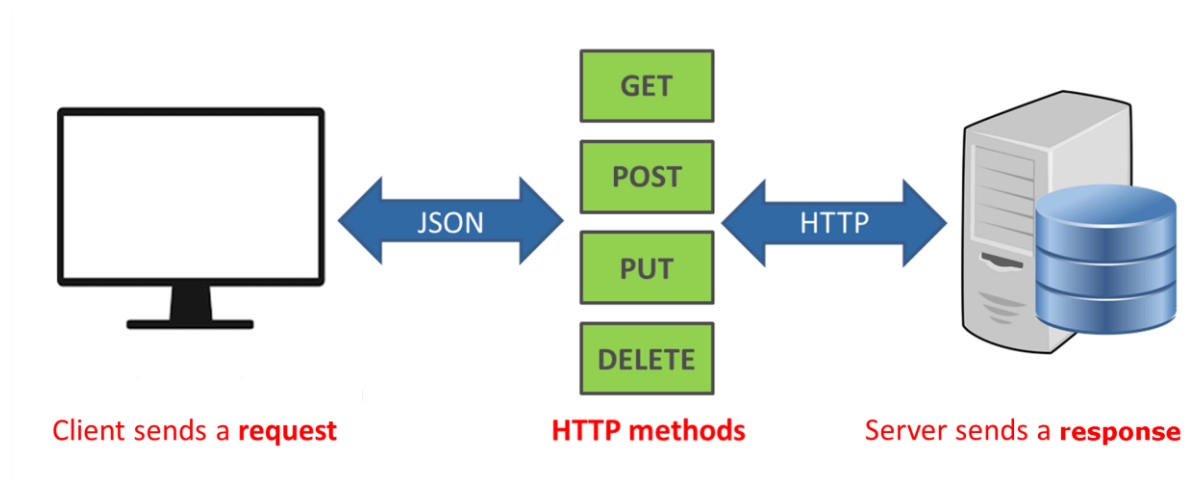 GET
POST
JSON
HTTP
PUT
DELETE
Client sends a request
HTTP methods
Server sends a response